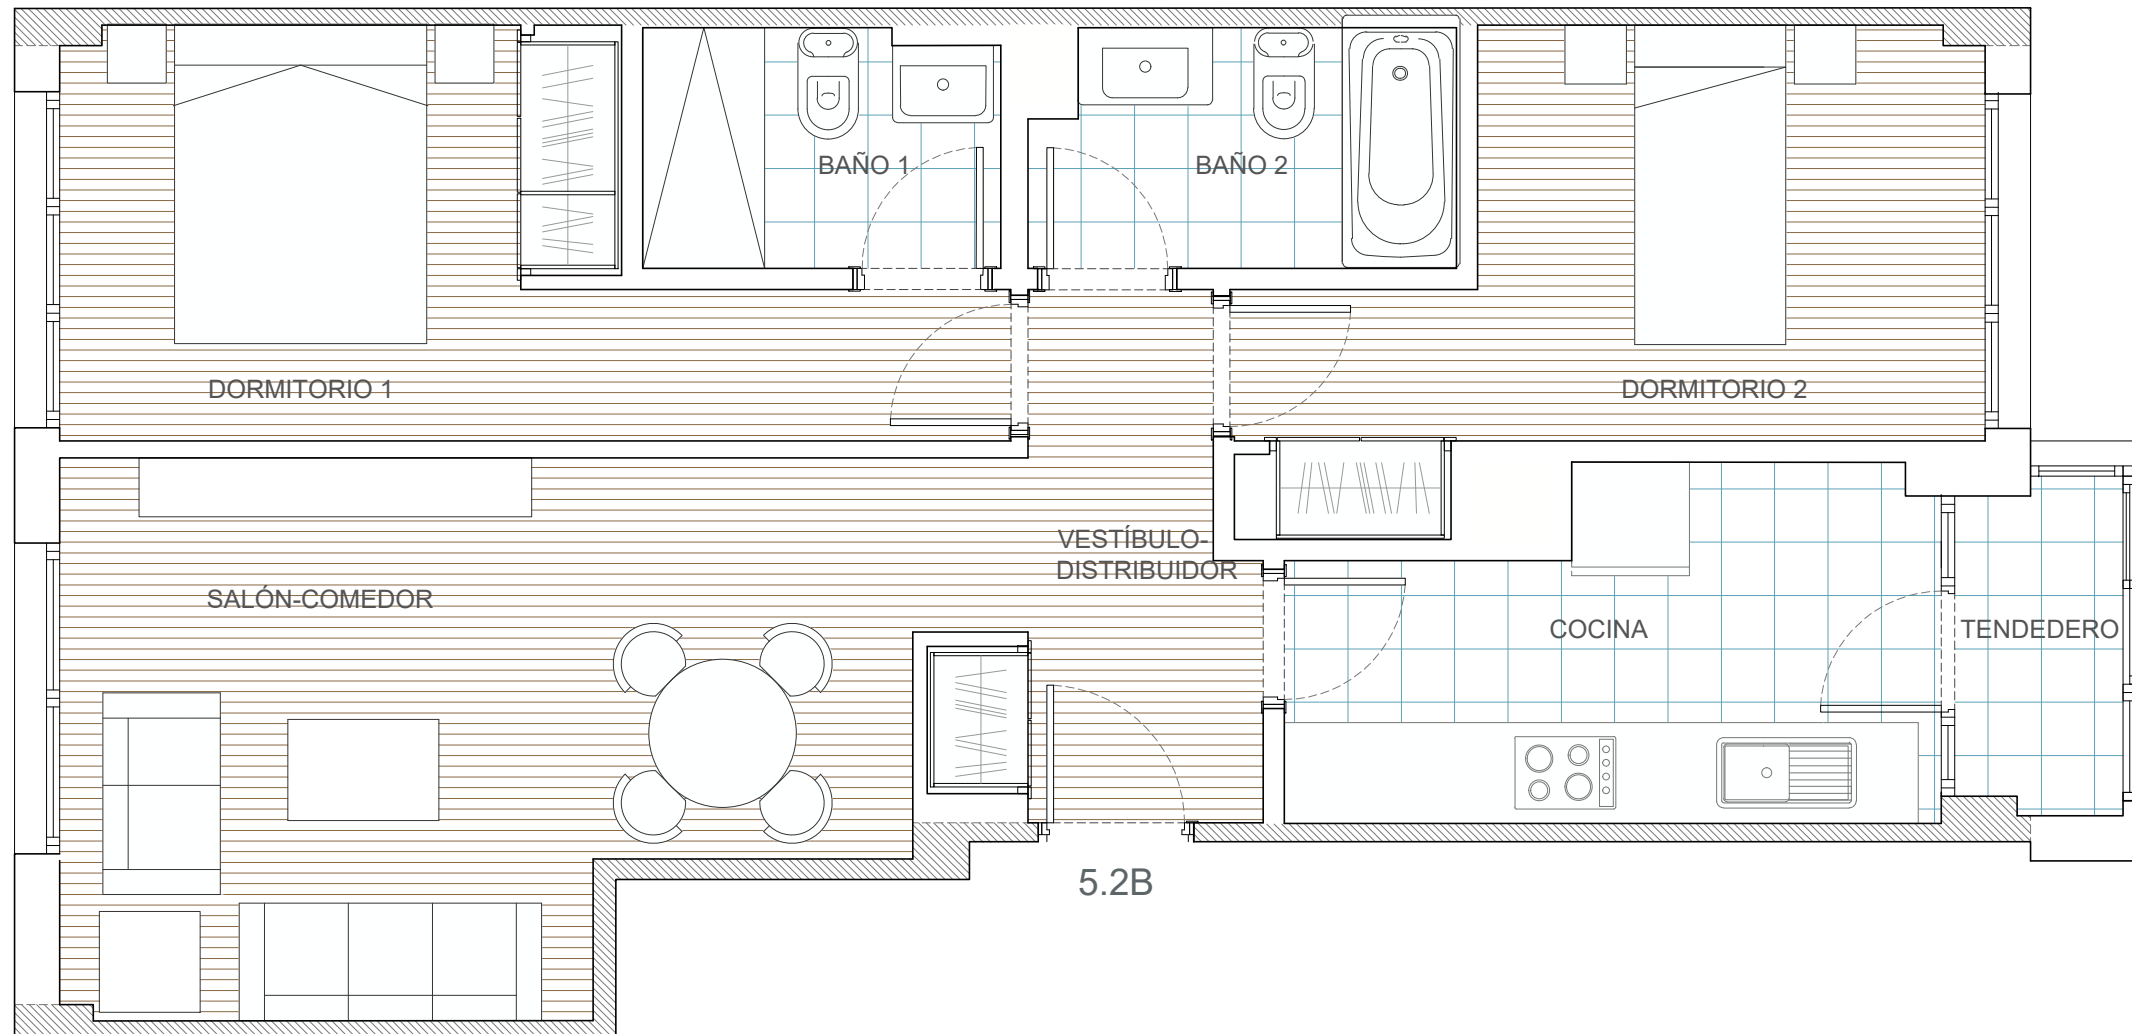 BAÑO 1
BAÑO 2
DORMITORIO 1
DORMITORIO 2
VESTÍBULO-
DISTRIBUIDOR
SALÓN-COMEDOR
COCINA
TENDEDERO
5.2B